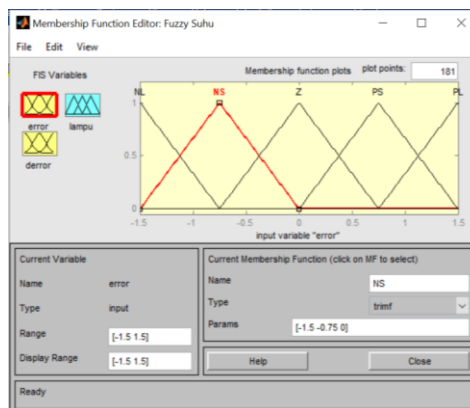 Membership Function Editor: Fuzzy Suhu
File Edit View
FIS Variables
error
lampu
derror
Membership function plots
plot points:
181
NL NS Z PS PL
1
0.5
0
-1.5 -1 -0.5 0 0.5 1 1.5
input variable "error"
Current Variable
Name error
Type input
Range [-1.5 1.5]
Display Range [-1.5 1.5]
Current Membership Function (click on MF to select)
Name NS
Type trimf
Params [-1.5 -0.75 0]
Help Close
Ready